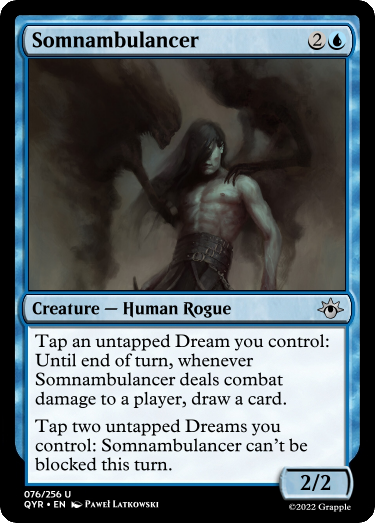 Somnambulancer 2
Creature — Human Rogue
Tap an untapped Dream you control:
Until end of turn, whenever
Somnambulancer deals combat
damage to a player, draw a card.
Tap two untapped Dreams you
control: Somnambulancer can't be
blocked this turn.
2/2
076/256 U
QYR • EN Paweł Latkowski
©2022 Grapple